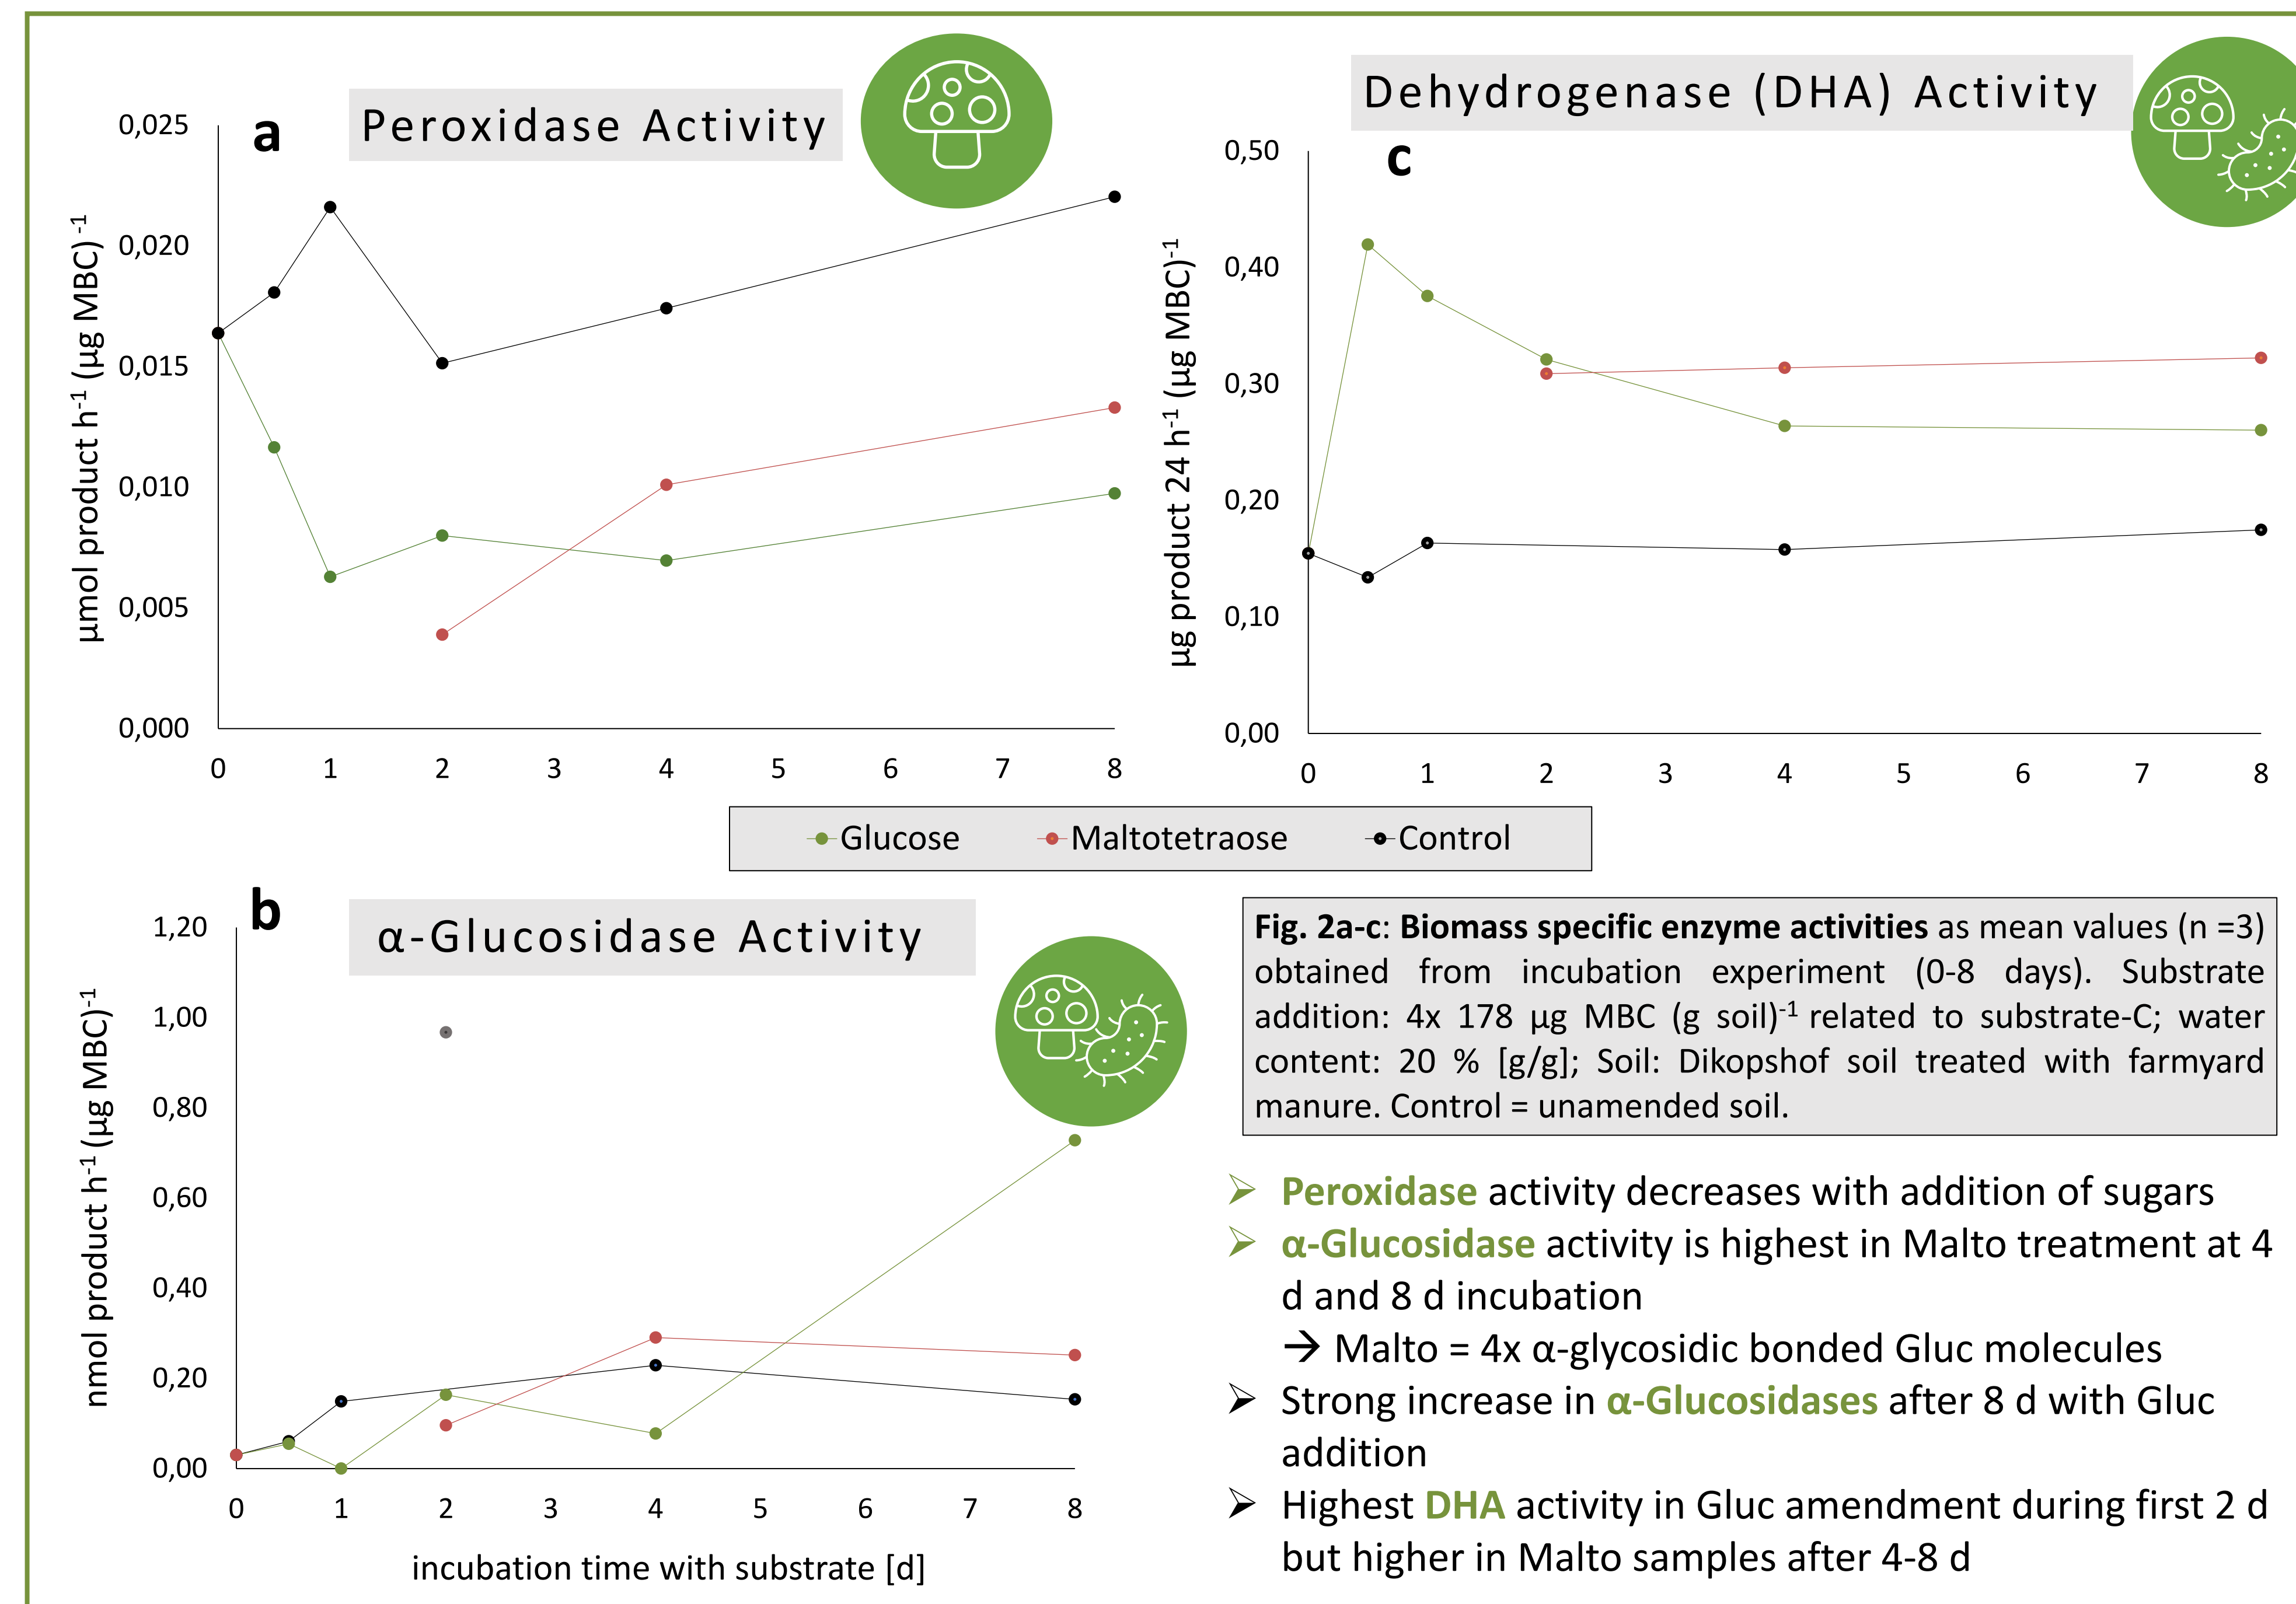 a
Peroxidase Activity
µmol product h-1 (µg MBC) -1
0,025
0,020
0,015
0,010
0,005
0,000
0 1 2 3 4 5 6 7 8
Dehydrogenase (DHA) Activity
c
µg product 24 h-1 (µg MBC)-1
0,50
0,40
0,30
0,20
0,10
0,00
0 1 2 3 4 5 6 7 8
Glucose Maltotetraose Control
b
α-Glucosidase Activity
nmol product h-1 (µg MBC)-1
1,20
1,00
0,80
0,60
0,40
0,20
0,00
0 1 2 3 4 5 6 7 8
incubation time with substrate [d]
Fig. 2a-c: Biomass specific enzyme activities as mean values (n =3)
obtained from incubation experiment (0-8 days). Substrate
addition: 4x 178 µg MBC (g soil)-1 related to substrate-C; water
content: 20 % [g/g]; Soil: Dikopshof soil treated with farmyard
manure. Control = unamended soil.
➢ Peroxidase activity decreases with addition of sugars
➢ α-Glucosidase activity is highest in Malto treatment at 4
d and 8 d incubation
→ Malto = 4x α-glycosidic bonded Gluc molecules
➢ Strong increase in α-Glucosidases after 8 d with Gluc
addition
➢ Highest DHA activity in Gluc amendment during first 2 d
but higher in Malto samples after 4-8 d